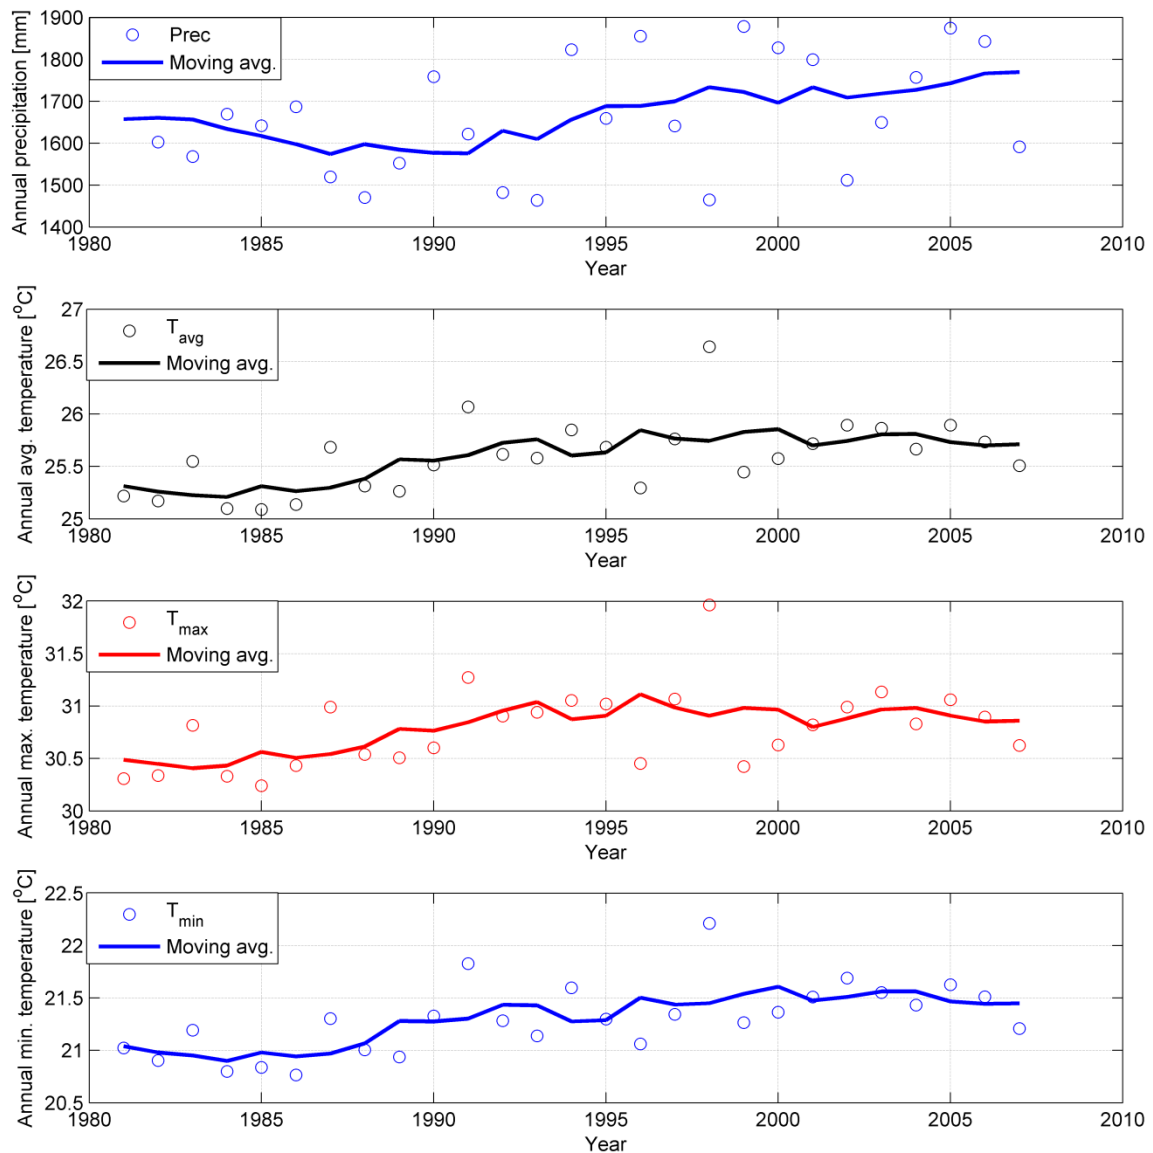 Annual precipitation [mm]
1900
1800
1700
1600
1500
1400
Prec
Moving avg.
1980 1985 1990 1995 2000 2005 2010
Year
Annual avg. temperature [°C]
27
26.5
26
25.5
25
T_avg
Moving avg.
1980 1985 1990 1995 2000 2005 2010
Year
Annual max. temperature [°C]
32
31.5
31
30.5
30
T_max
Moving avg.
1980 1985 1990 1995 2000 2005 2010
Year
Annual min. temperature [°C]
22.5
22
21.5
21
20.5
T_min
Moving avg.
1980 1985 1990 1995 2000 2005 2010
Year